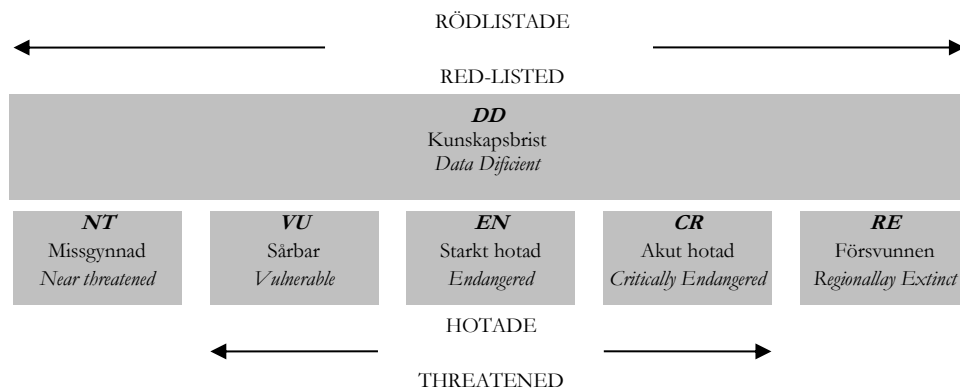 RÖDLISTADE
RED-LISTED
DD
Kunskapsbrist
Data Dificient
NT
Missgynnad
Near threatened
VU
Sårbar
Vulnerable
EN
Starkt hotad
Endangered
CR
Akut hotad
Critically Endangered
RE
Försvunnen
Regionallay Extinct
HOTADE
THREATENED